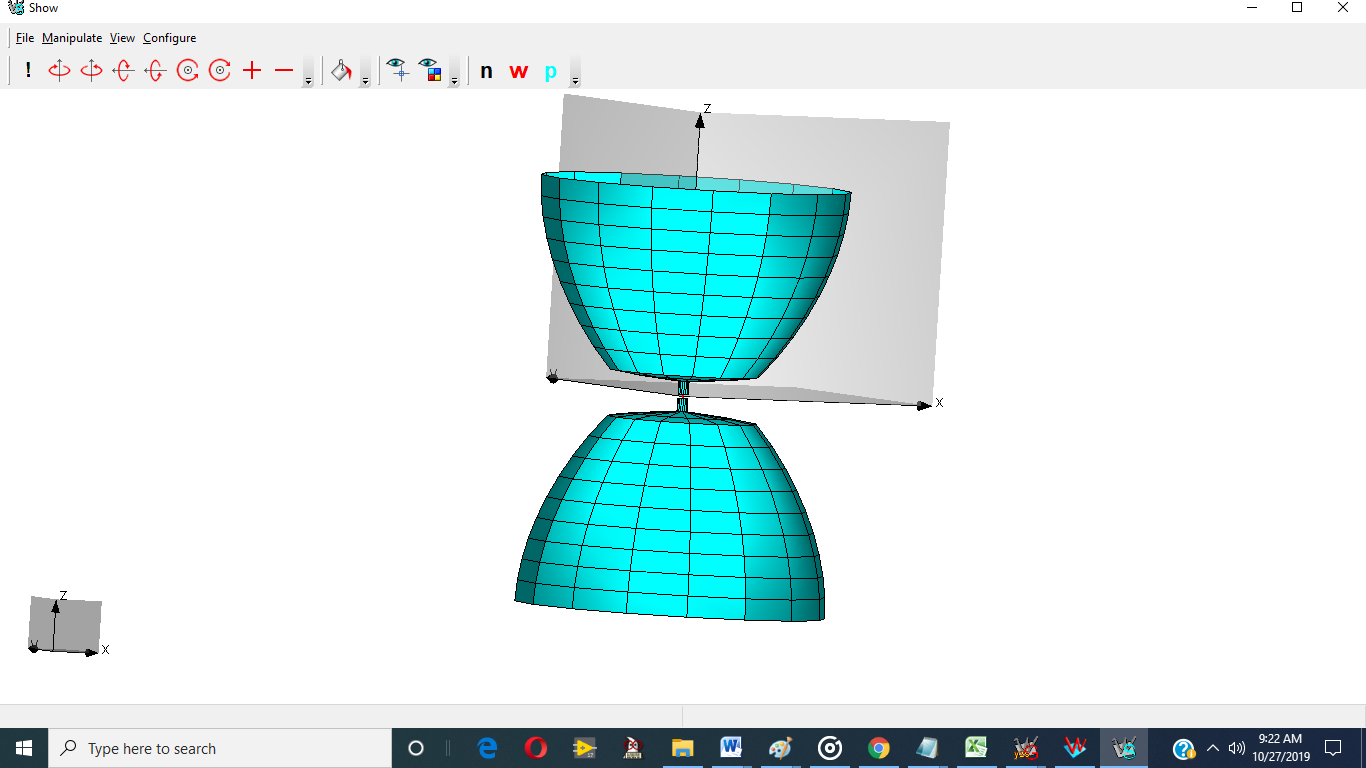 Show
File Manipulate View Configure
! n w p
Z
Y
X
Z
Y
X
Type here to search
9:22 AM
10/27/2019